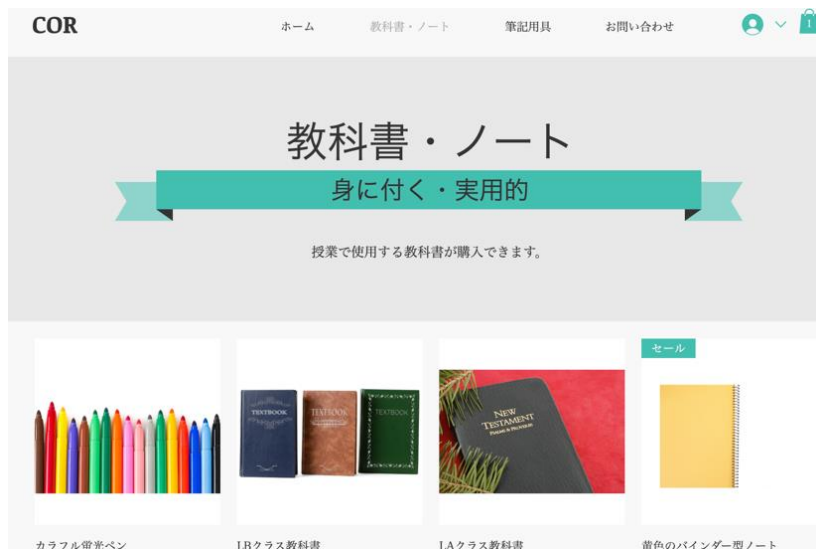 COR
ホーム
教科書・ノート
筆記用具
お問い合わせ
1
教科書・ノート
身に付く・実用的
授業で使用する教科書が購入できます。
セール
TEXTBOOK
TEXTBOOK
TEXTBOOK
NEW
TESTAMENT
PSALMS & PROVERBS
カラフル蛍光ペン
LBクラス教科書
LAクラス教科書
黄色のバインダー型ノート